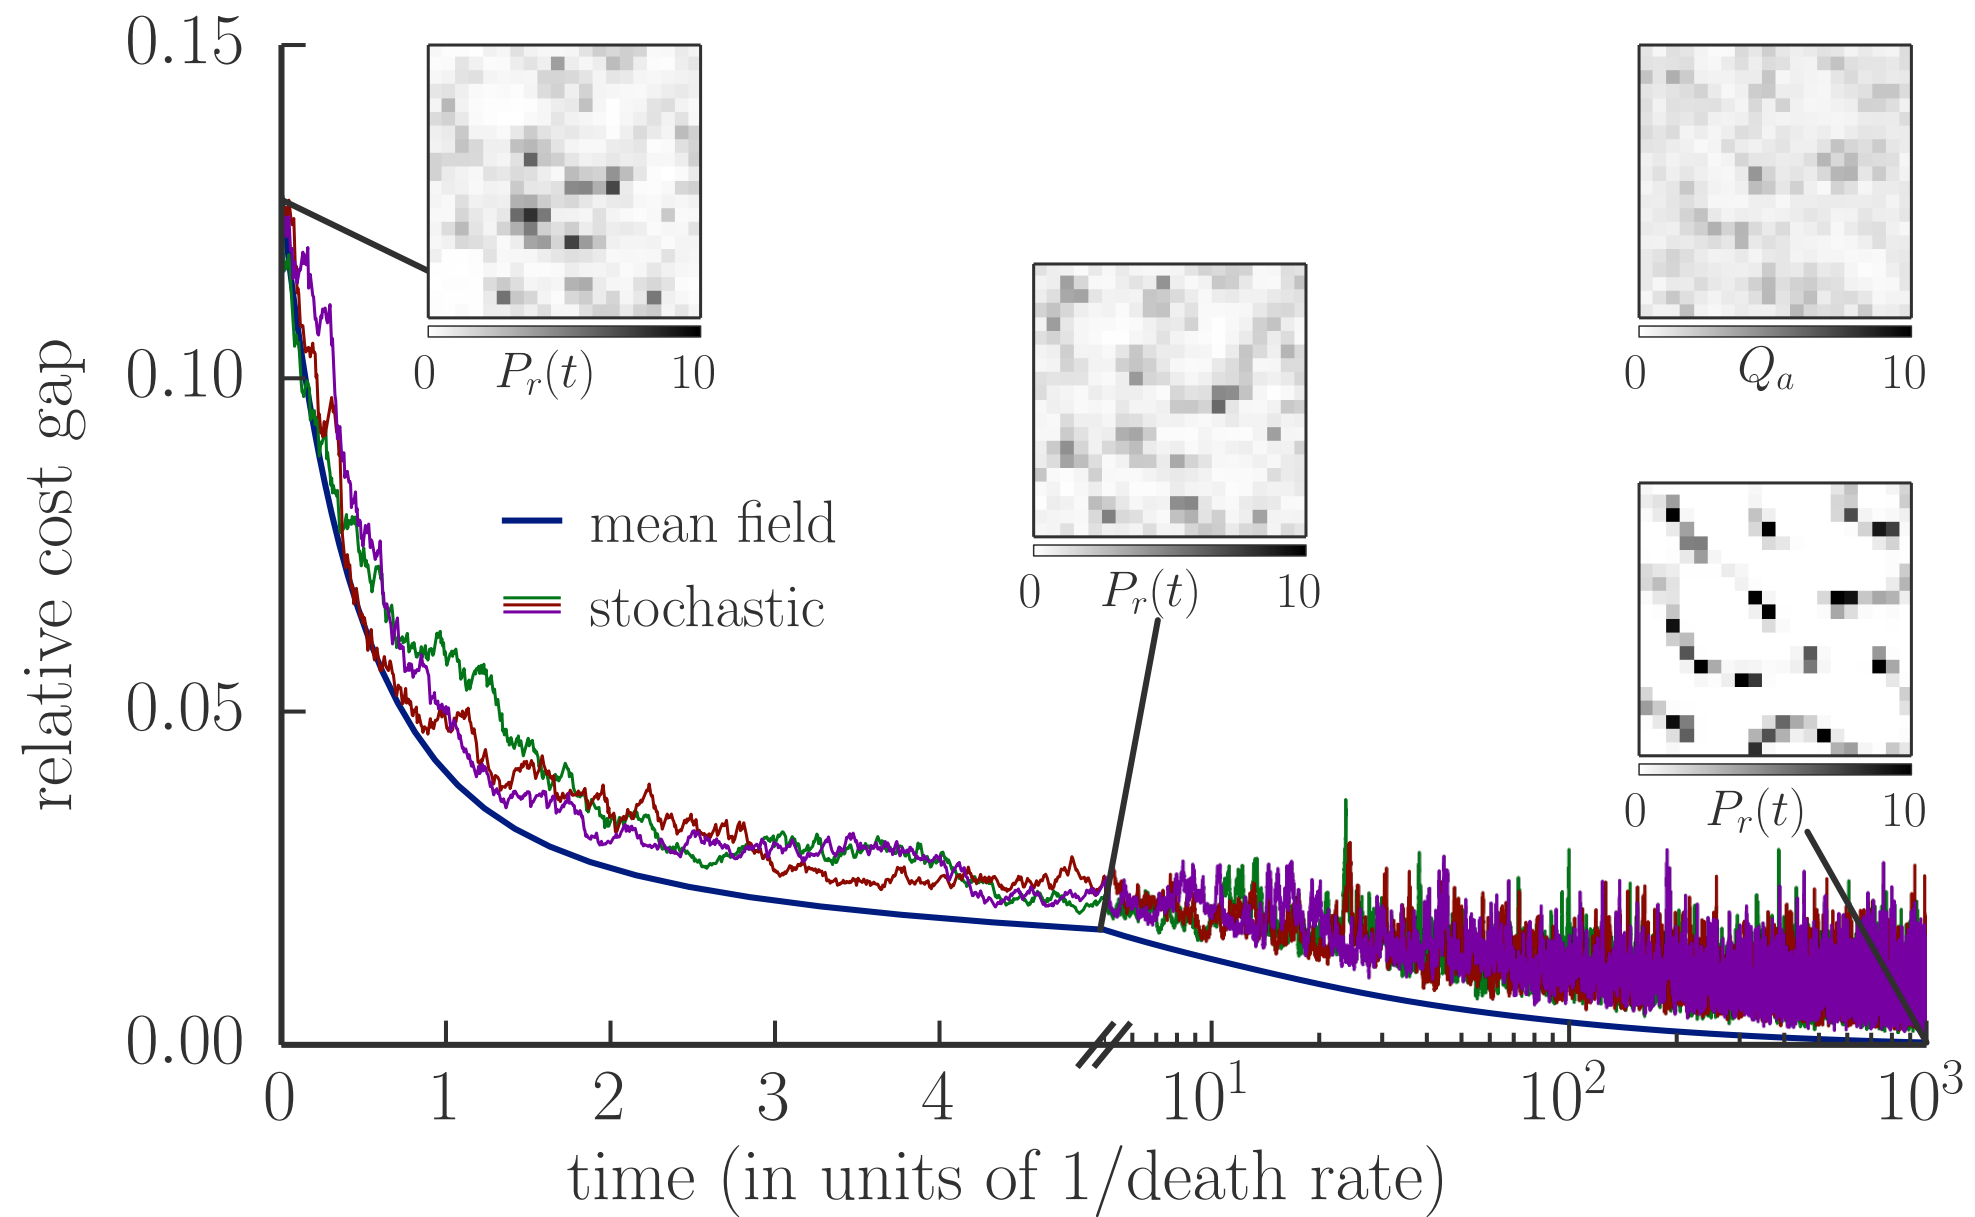 0.15
0.10
0.05
0.00
relative cost gap
0 P_r(t) 10
0 Q_a 10
0 P_r(t) 10
0 P_r(t) 10
mean field
stochastic
0 1 2 3 4 10^1 10^2 10^3
time (in units of 1/death rate)